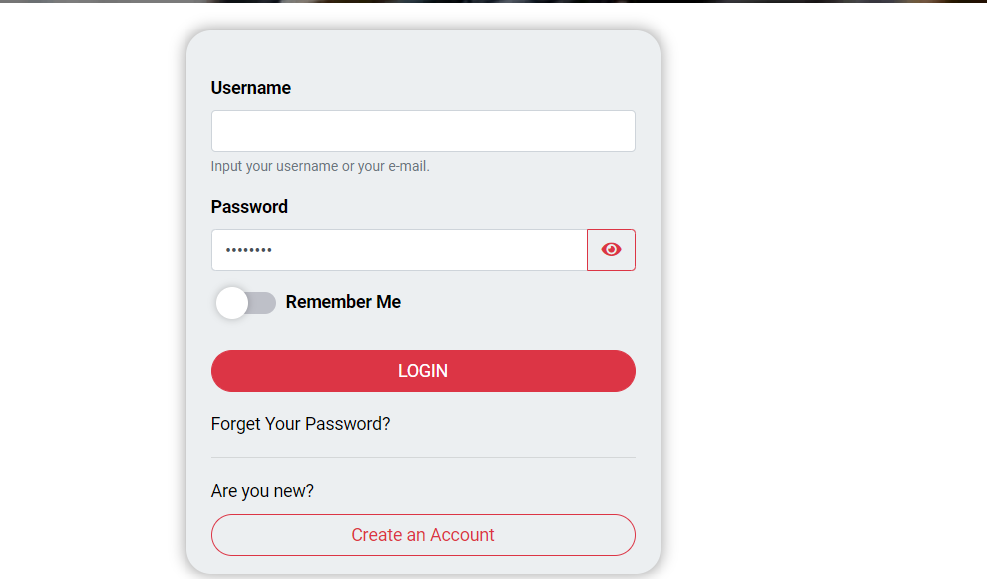 Username
Input your username or your e-mail.
Password
••••••••
Remember Me
LOGIN
Forget Your Password?
Are you new?
Create an Account